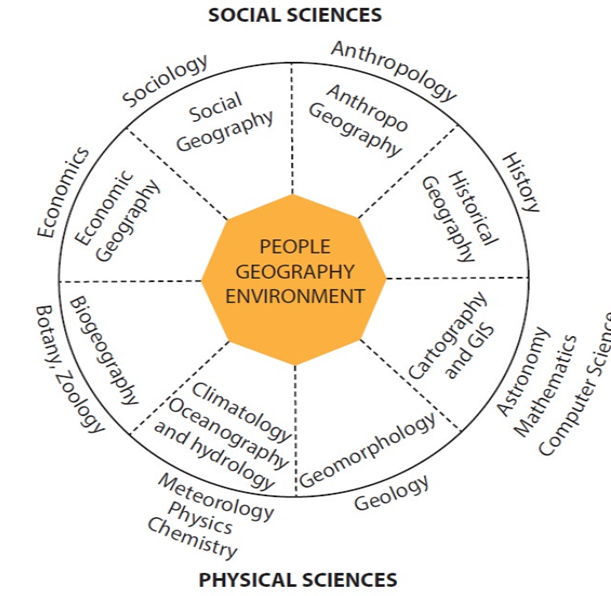 SOCIAL SCIENCES
Sociology
Anthropology
Social
Geography
Anthropo
Geography
Economics
Economic
Geography
Historical
Geography
History
PEOPLE
GEOGRAPHY
ENVIRONMENT
Botany, Zoology
Biogeography
Cartography
and GIS
Astronomy
Mathematics
Computer Science
Climatology
Oceanography
and hydrology
Geomorphology
Meteorology
Physics
Chemistry
Geology
PHYSICAL SCIENCES